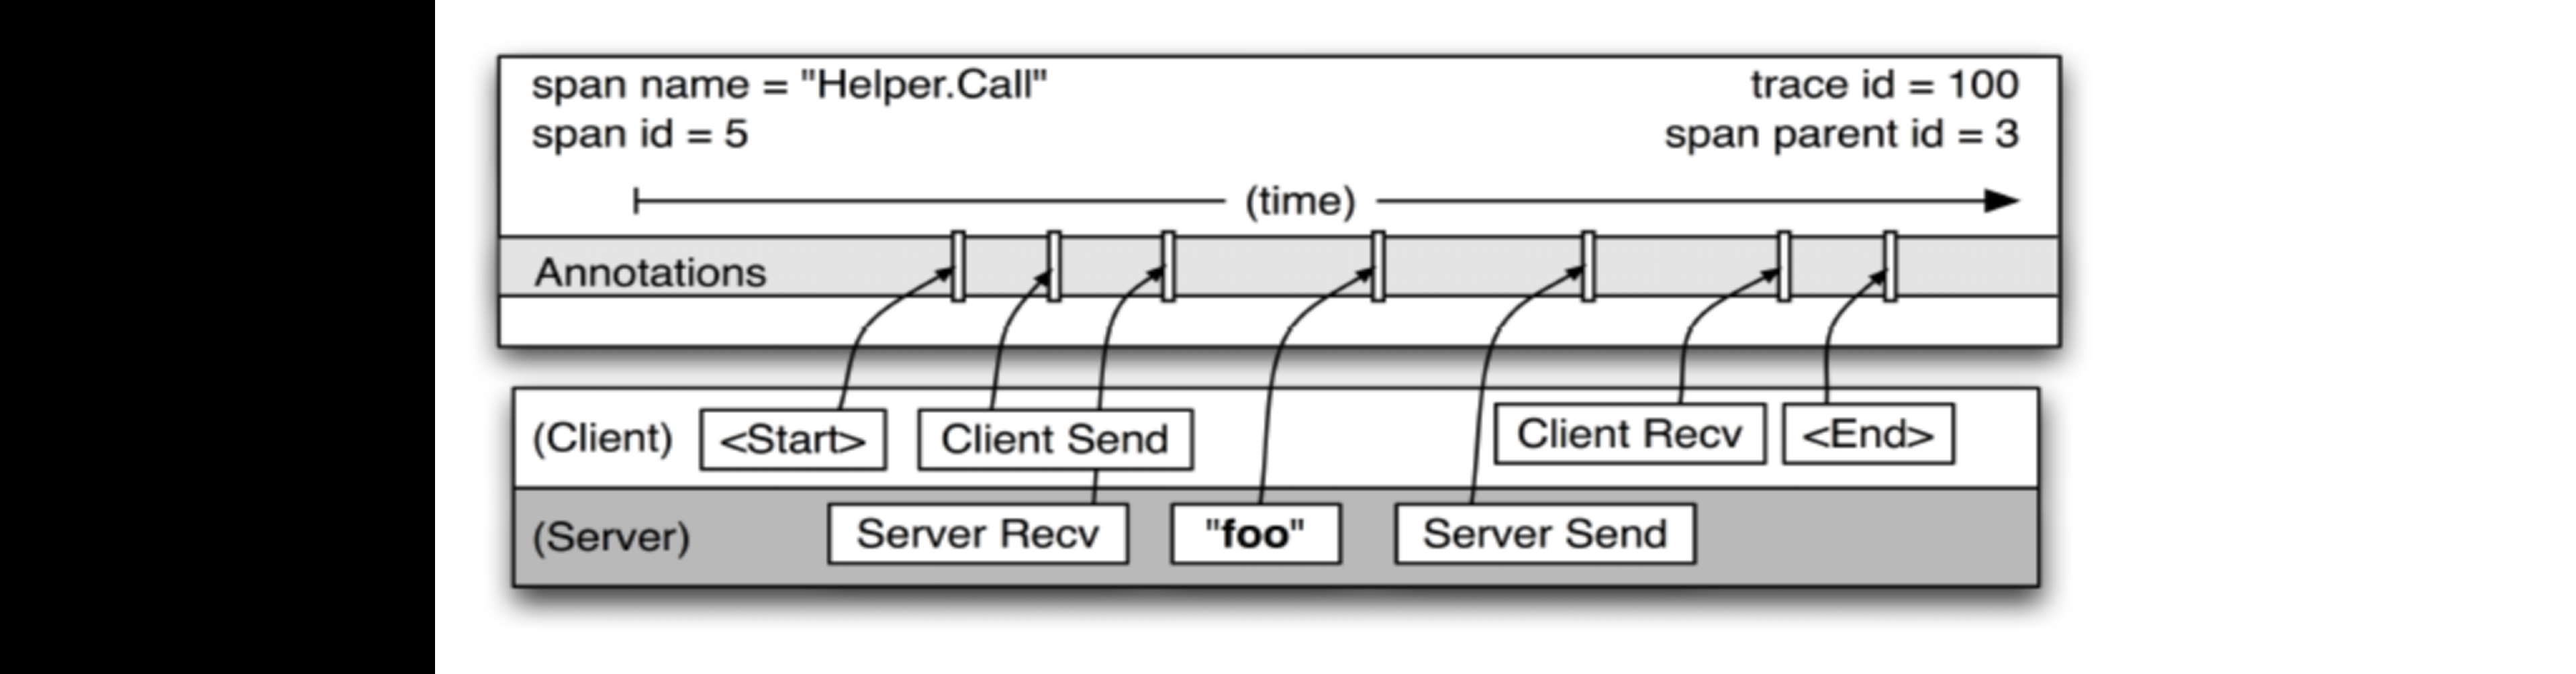 span name = "Helper.Call"
trace id = 100
span id = 5
span parent id = 3
(time)
Annotations
(Client)
<Start>
Client Send
Client Recv
<End>
(Server)
Server Recv
"foo"
Server Send